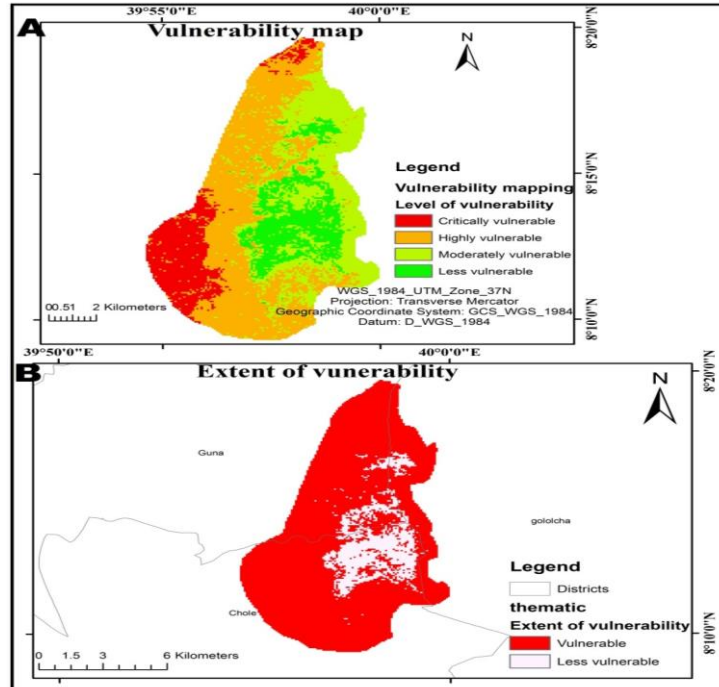 39°55'0"E 40°0'0"E
A
Vulnerability map
N
8°20'0"N
8°15'0"N
8°10'0"N
Legend
Vulnerability mapping
Level of vulnerability
Critically vulnerable
Highly vulnerable
Moderately vulnerable
Less vulnerable
WGS_1984_UTM_Zone_37N
Projection: Transverse Mercator
Geographic Coordinate System: GCS_WGS_1984
Datum: D_WGS_1984
00.51 2 Kilometers
39°50'0"E 40°0'0"E
B
Extent of vunerability
N
8°20'0"N
8°10'0"N
Guna
gololcha
Chole
Legend
Districts
thematic
Extent of vulnerability
Vulnerable
Less vulnerable
0 1.5 3 6 Kilometers